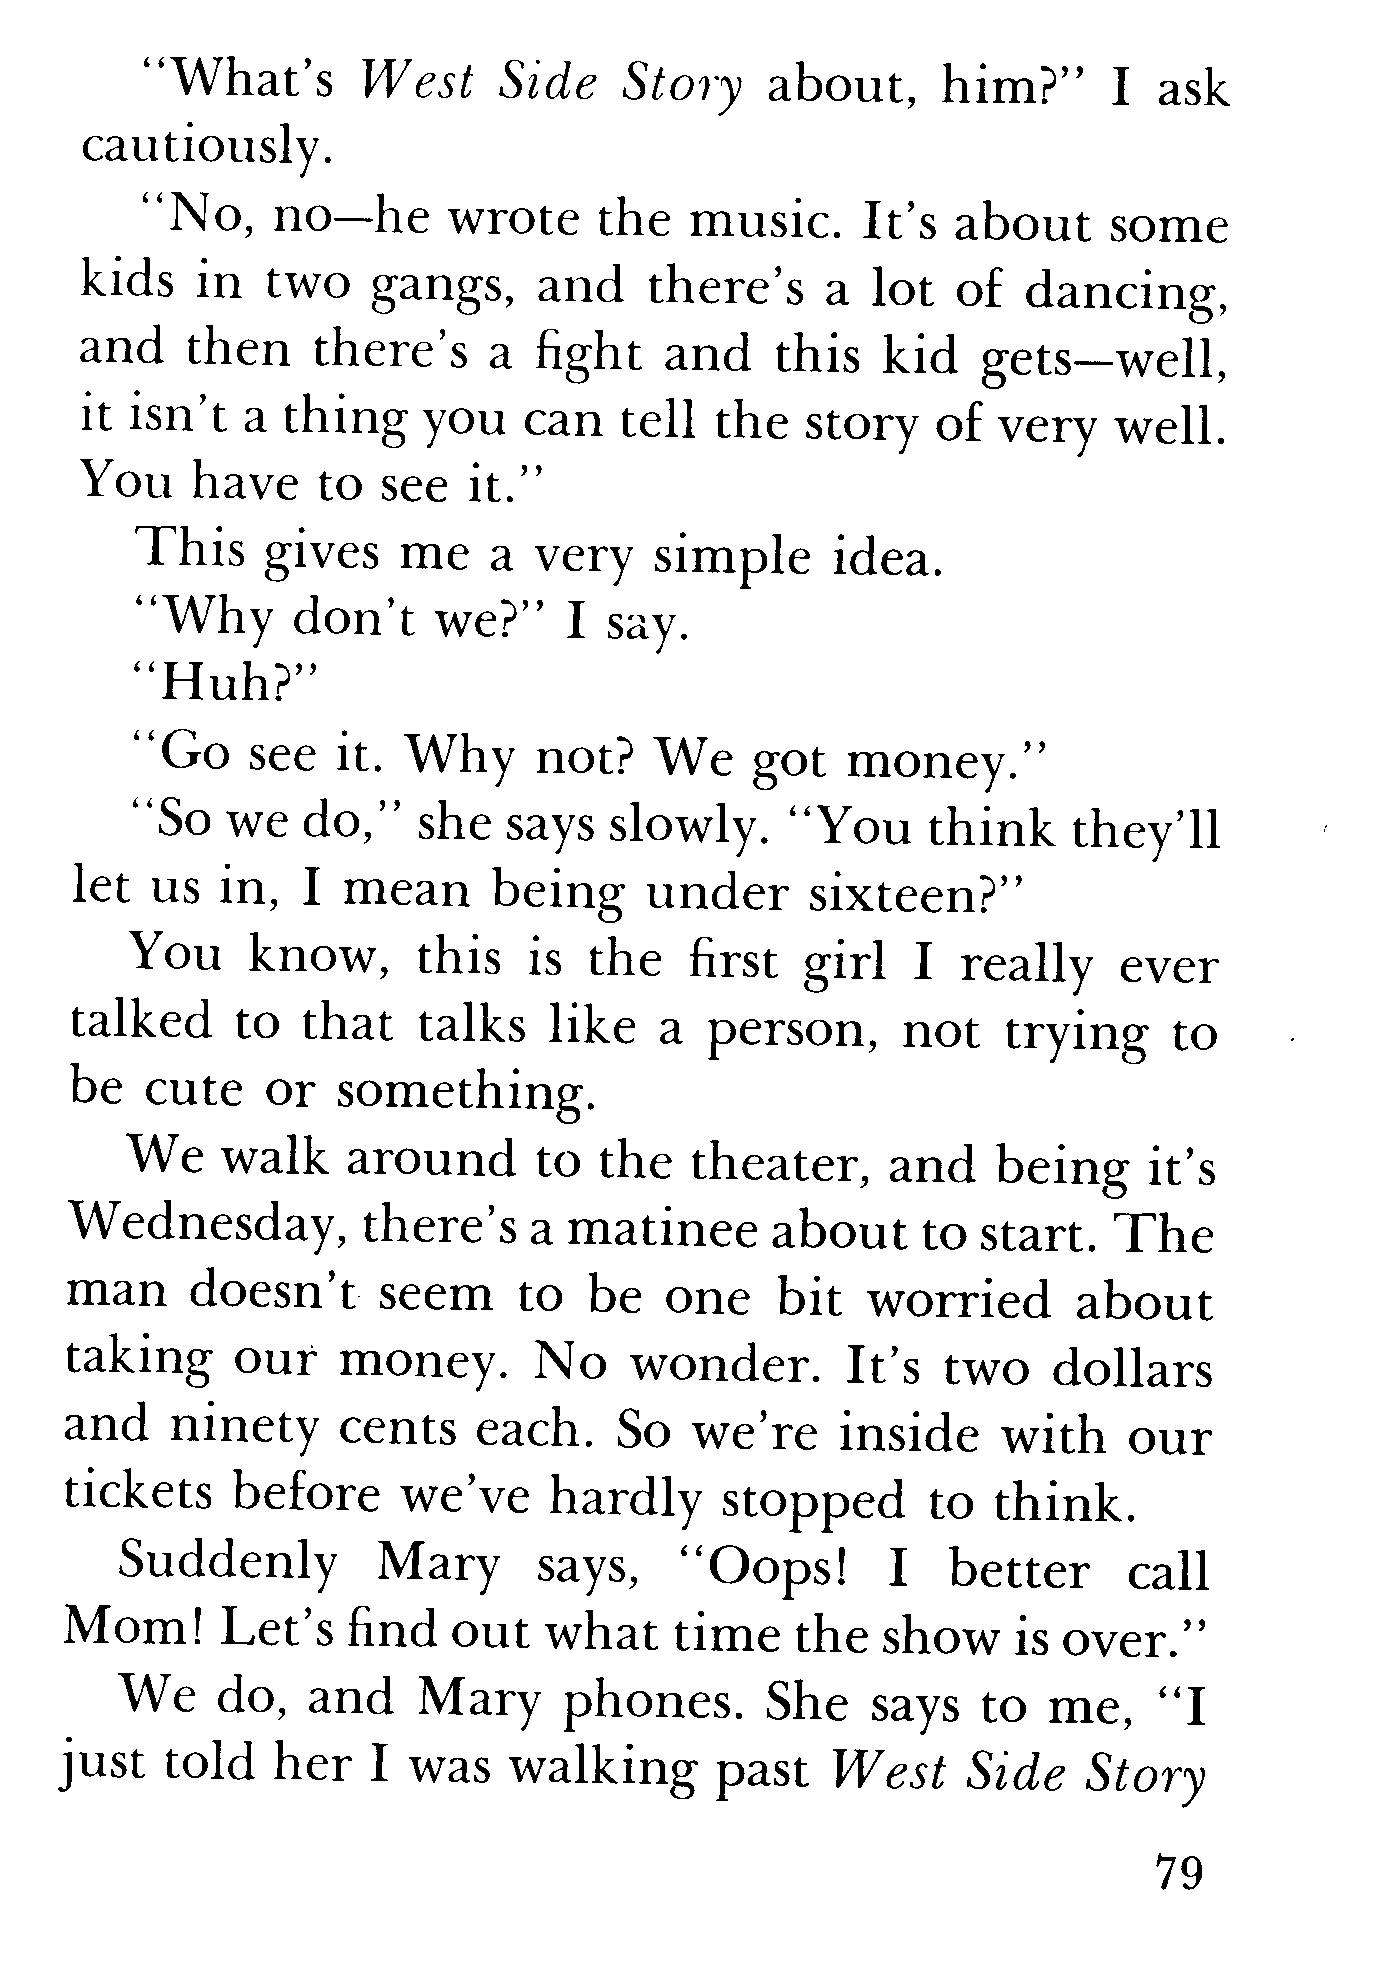 “What’s West Side Story about, him?” I ask
cautiously.
“No, no—he wrote the music. It’s about some
kids in two gangs, and there’s a lot of dancing,
and then there’s a fight and this kid gets—well,
it isn’t a thing you can tell the story of very well.
You have to see it.”
This gives me a very simple idea.
“Why don’t we?” I say.
“Huh?”
“Go see it. Why not? We got money.”
“So we do,” she says slowly. “You think they’ll
let us in, I mean being under sixteen?”
You know, this is the first girl I really ever
talked to that talks like a person, not trying to
be cute or something.
We walk around to the theater, and being it’s
Wednesday, there’s a matinee about to start. The
man doesn’t seem to be one bit worried about
taking our money. No wonder. It’s two dollars
and ninety cents each. So we’re inside with our
tickets before we’ve hardly stopped to think.
Suddenly Mary says, “Oops! I better call
Mom! Let’s find out what time the show is over.”
We do, and Mary phones. She says to me, “I
just told her I was walking past West Side Story
79